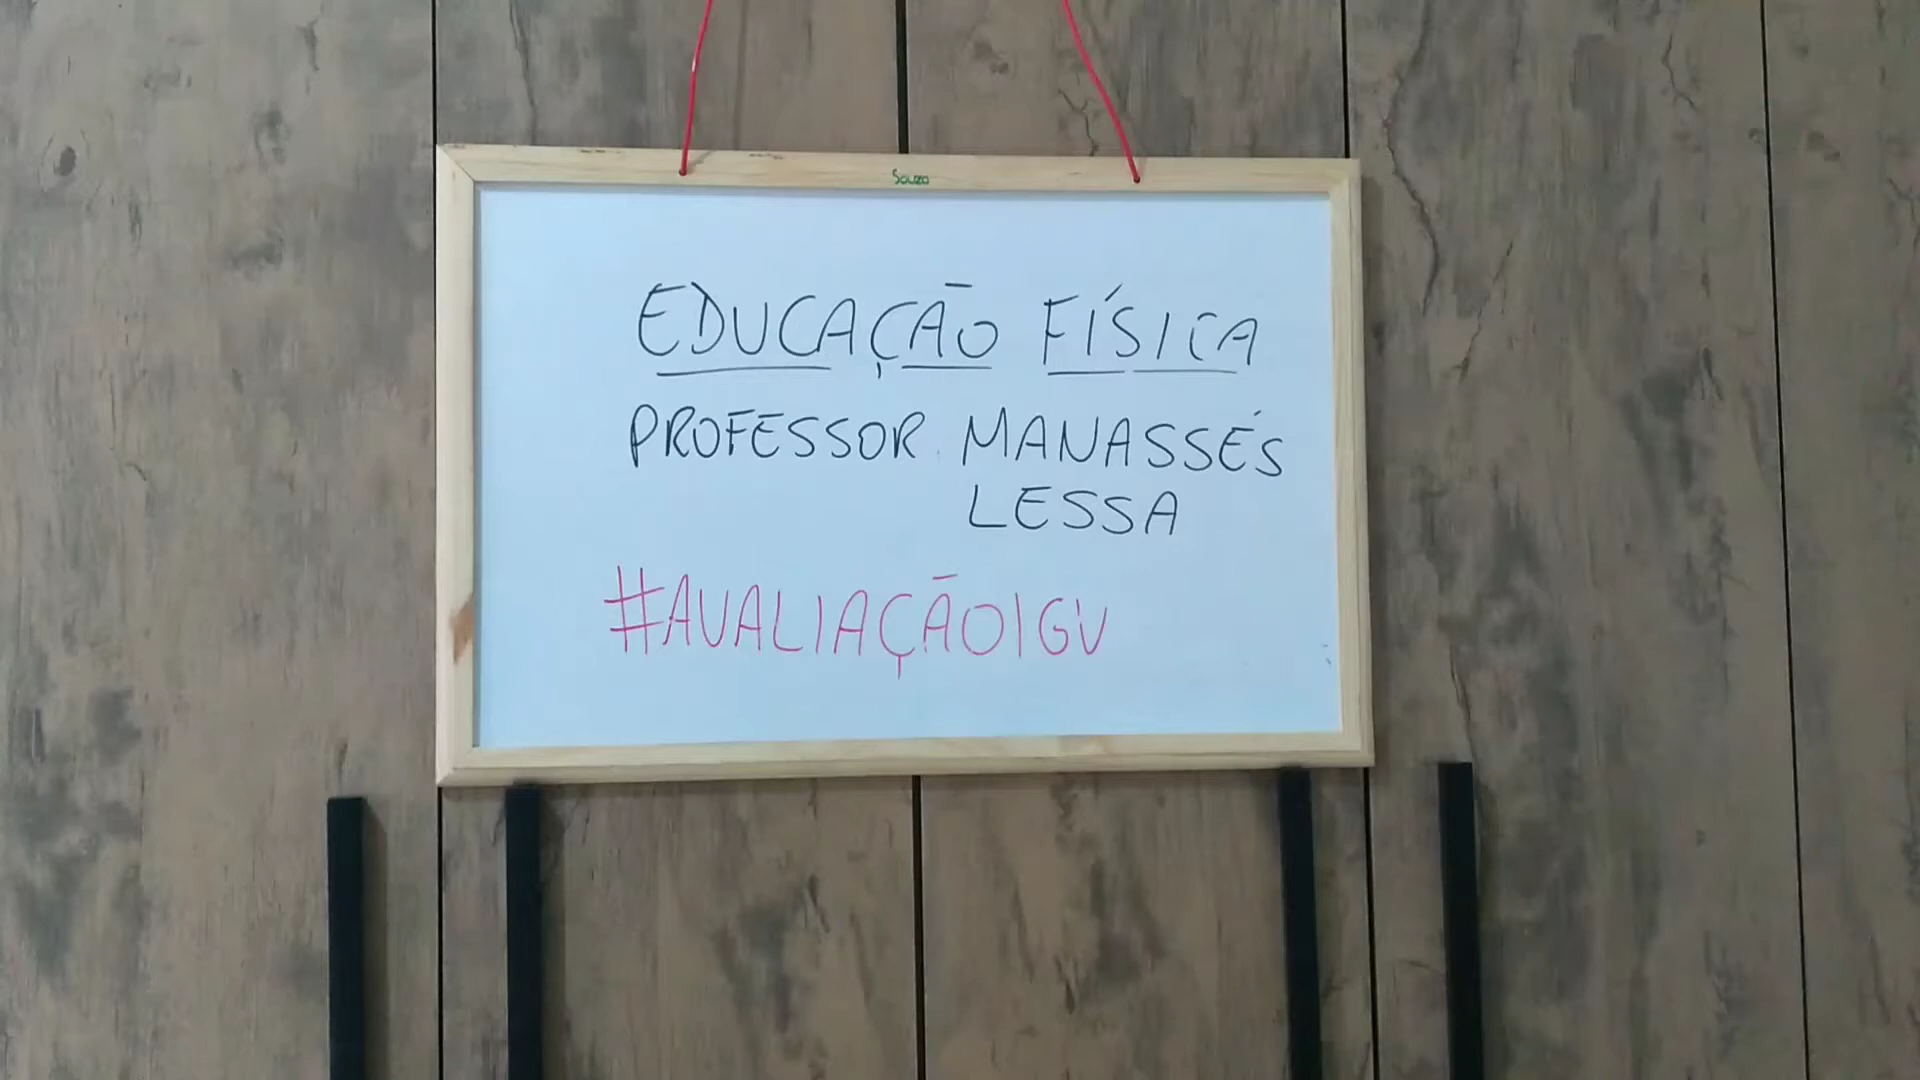 Souza
EDUCAÇÃO FÍSICA
PROFESSOR MANASSÉS
LESSA
#AVALIAÇÃOIGV